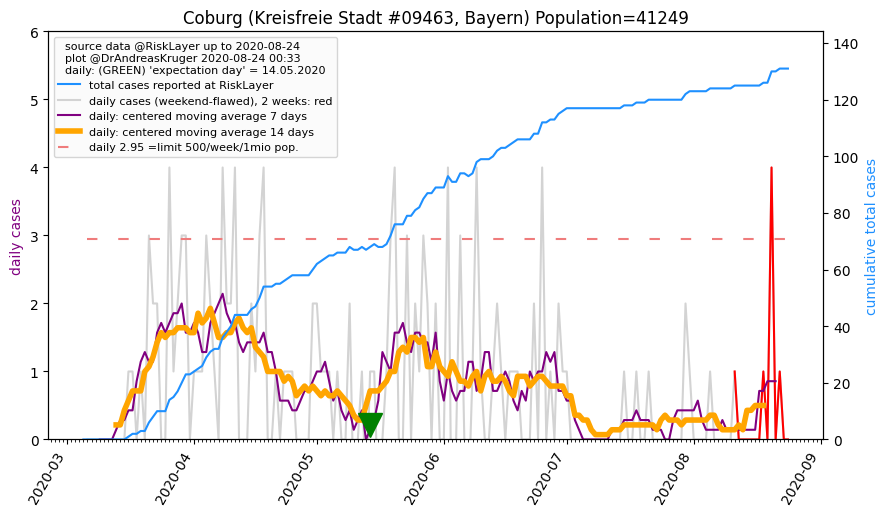 Coburg (Kreisfreie Stadt #09463, Bayern) Population=41249
source data @RiskLayer up to 2020-08-24
plot @DrAndreasKruger 2020-08-24 00:33
daily: (GREEN) 'expectation day' = 14.05.2020
total cases reported at RiskLayer
daily cases (weekend-flawed), 2 weeks: red
daily: centered moving average 7 days
daily: centered moving average 14 days
daily 2.95 =limit 500/week/1mio pop.
daily cases
6
5
4
3
2
1
0
cumulative total cases
140
120
100
80
60
40
20
0
2020-03
2020-04
2020-05
2020-06
2020-07
2020-08
2020-09